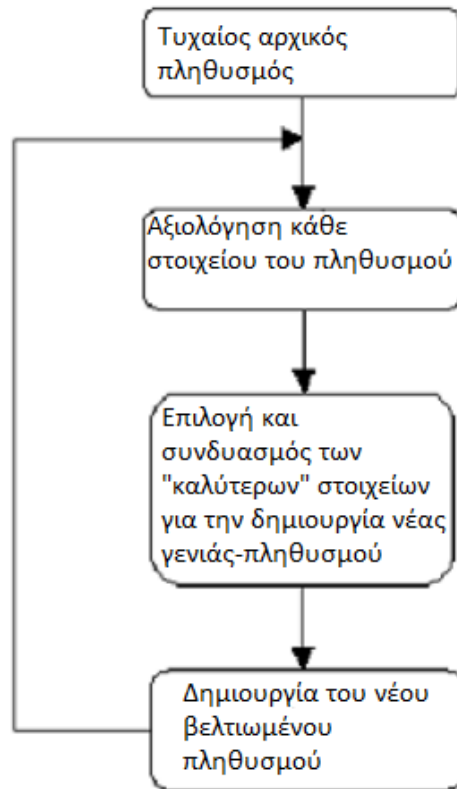 Τυχαίος αρχικός
πληθυσμός
Αξιολόγηση κάθε
στοιχείου του πληθυσμού
Επιλογή και
συνδυασμός των
"καλύτερων" στοιχείων
για την δημιουργία νέας
γενιάς-πληθυσμού
Δημιουργία του νέου
βελτιωμένου
πληθυσμού